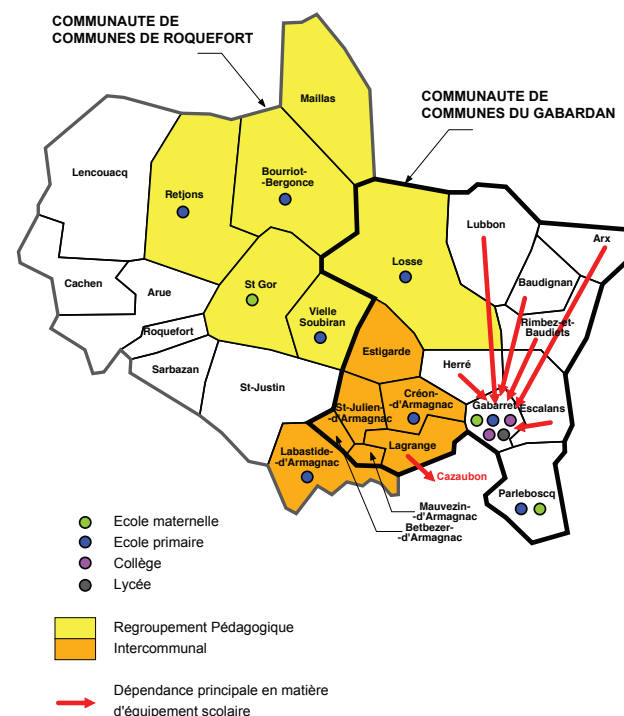 COMMUNAUTE DE
COMMUNES DE ROQUEFORT
COMMUNAUTE DE
COMMUNES DU GABARDAN
Maillas
Lencouacq
Bourriot-
-Bergonce
Retjons
Lubbon
Arx
Losse
Cachen
Arue
St Gor
Baudignan
Vielle
Soubiran
Roquefort
Rimbez-et-
Baudiets
Estigarde
Sarbazan
Herré
St-Justin
Créon-
-d'Armagnac
Gabarret
Escalans
St-Julien-
-d'Armagnac
Labastide-
-d'Armagnac
Lagrange
Cazaubon
Parleboscq
Mauvezin-
-d'Armagnac
Betbezer-
-d'Armagnac
Ecole maternelle
Ecole primaire
Collège
Lycée
Regroupement Pédagogique
Intercommunal
Dépendance principale en matière
d'équipement scolaire